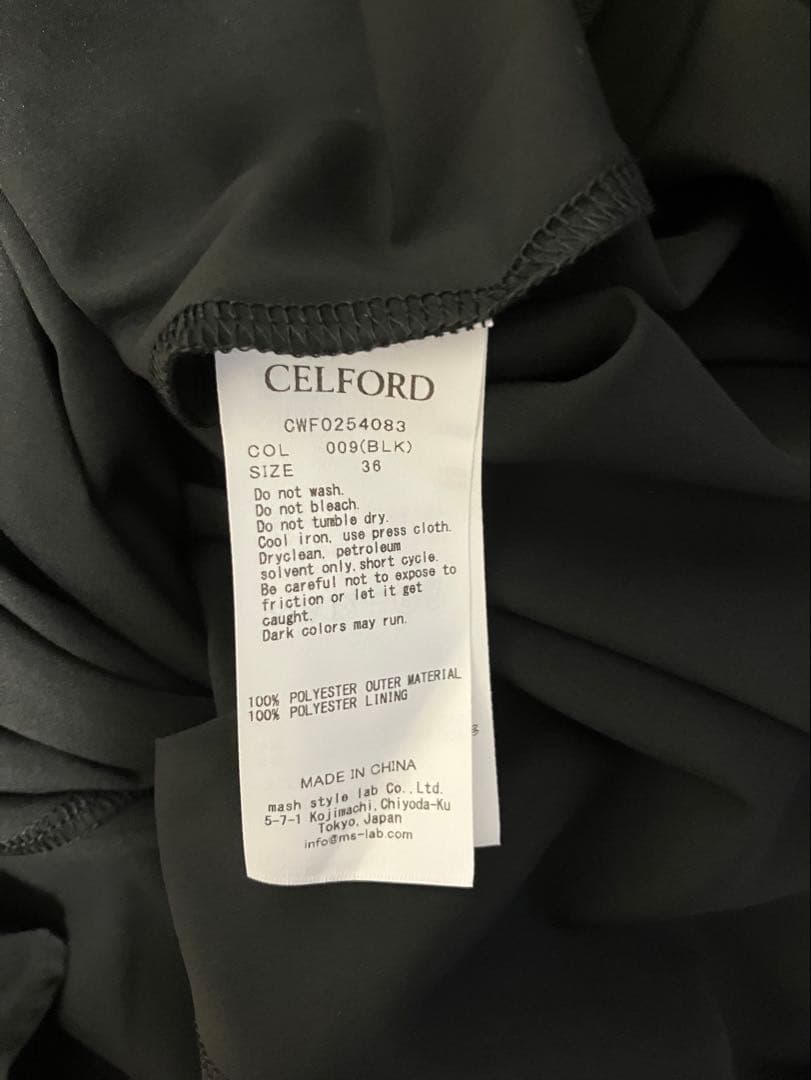 CELFORD
CWFO254083
COL 009(BLK)
SIZE 36
Do not wash.
Do not bleach.
Do not tumble dry.
Cool iron, use press cloth.
Dryclean, petroleum
solvent only, short cycle.
Be careful not to expose to
friction or let it get
caught.
Dark colors may run.
100% POLYESTER OUTER MATERIAL
100% POLYESTER LINING
MADE IN CHINA
mash style lab Co.,Ltd.
5-7-1 Kojimachi, Chiyoda-Ku
Tokyo, Japan
info@ms-lab.com